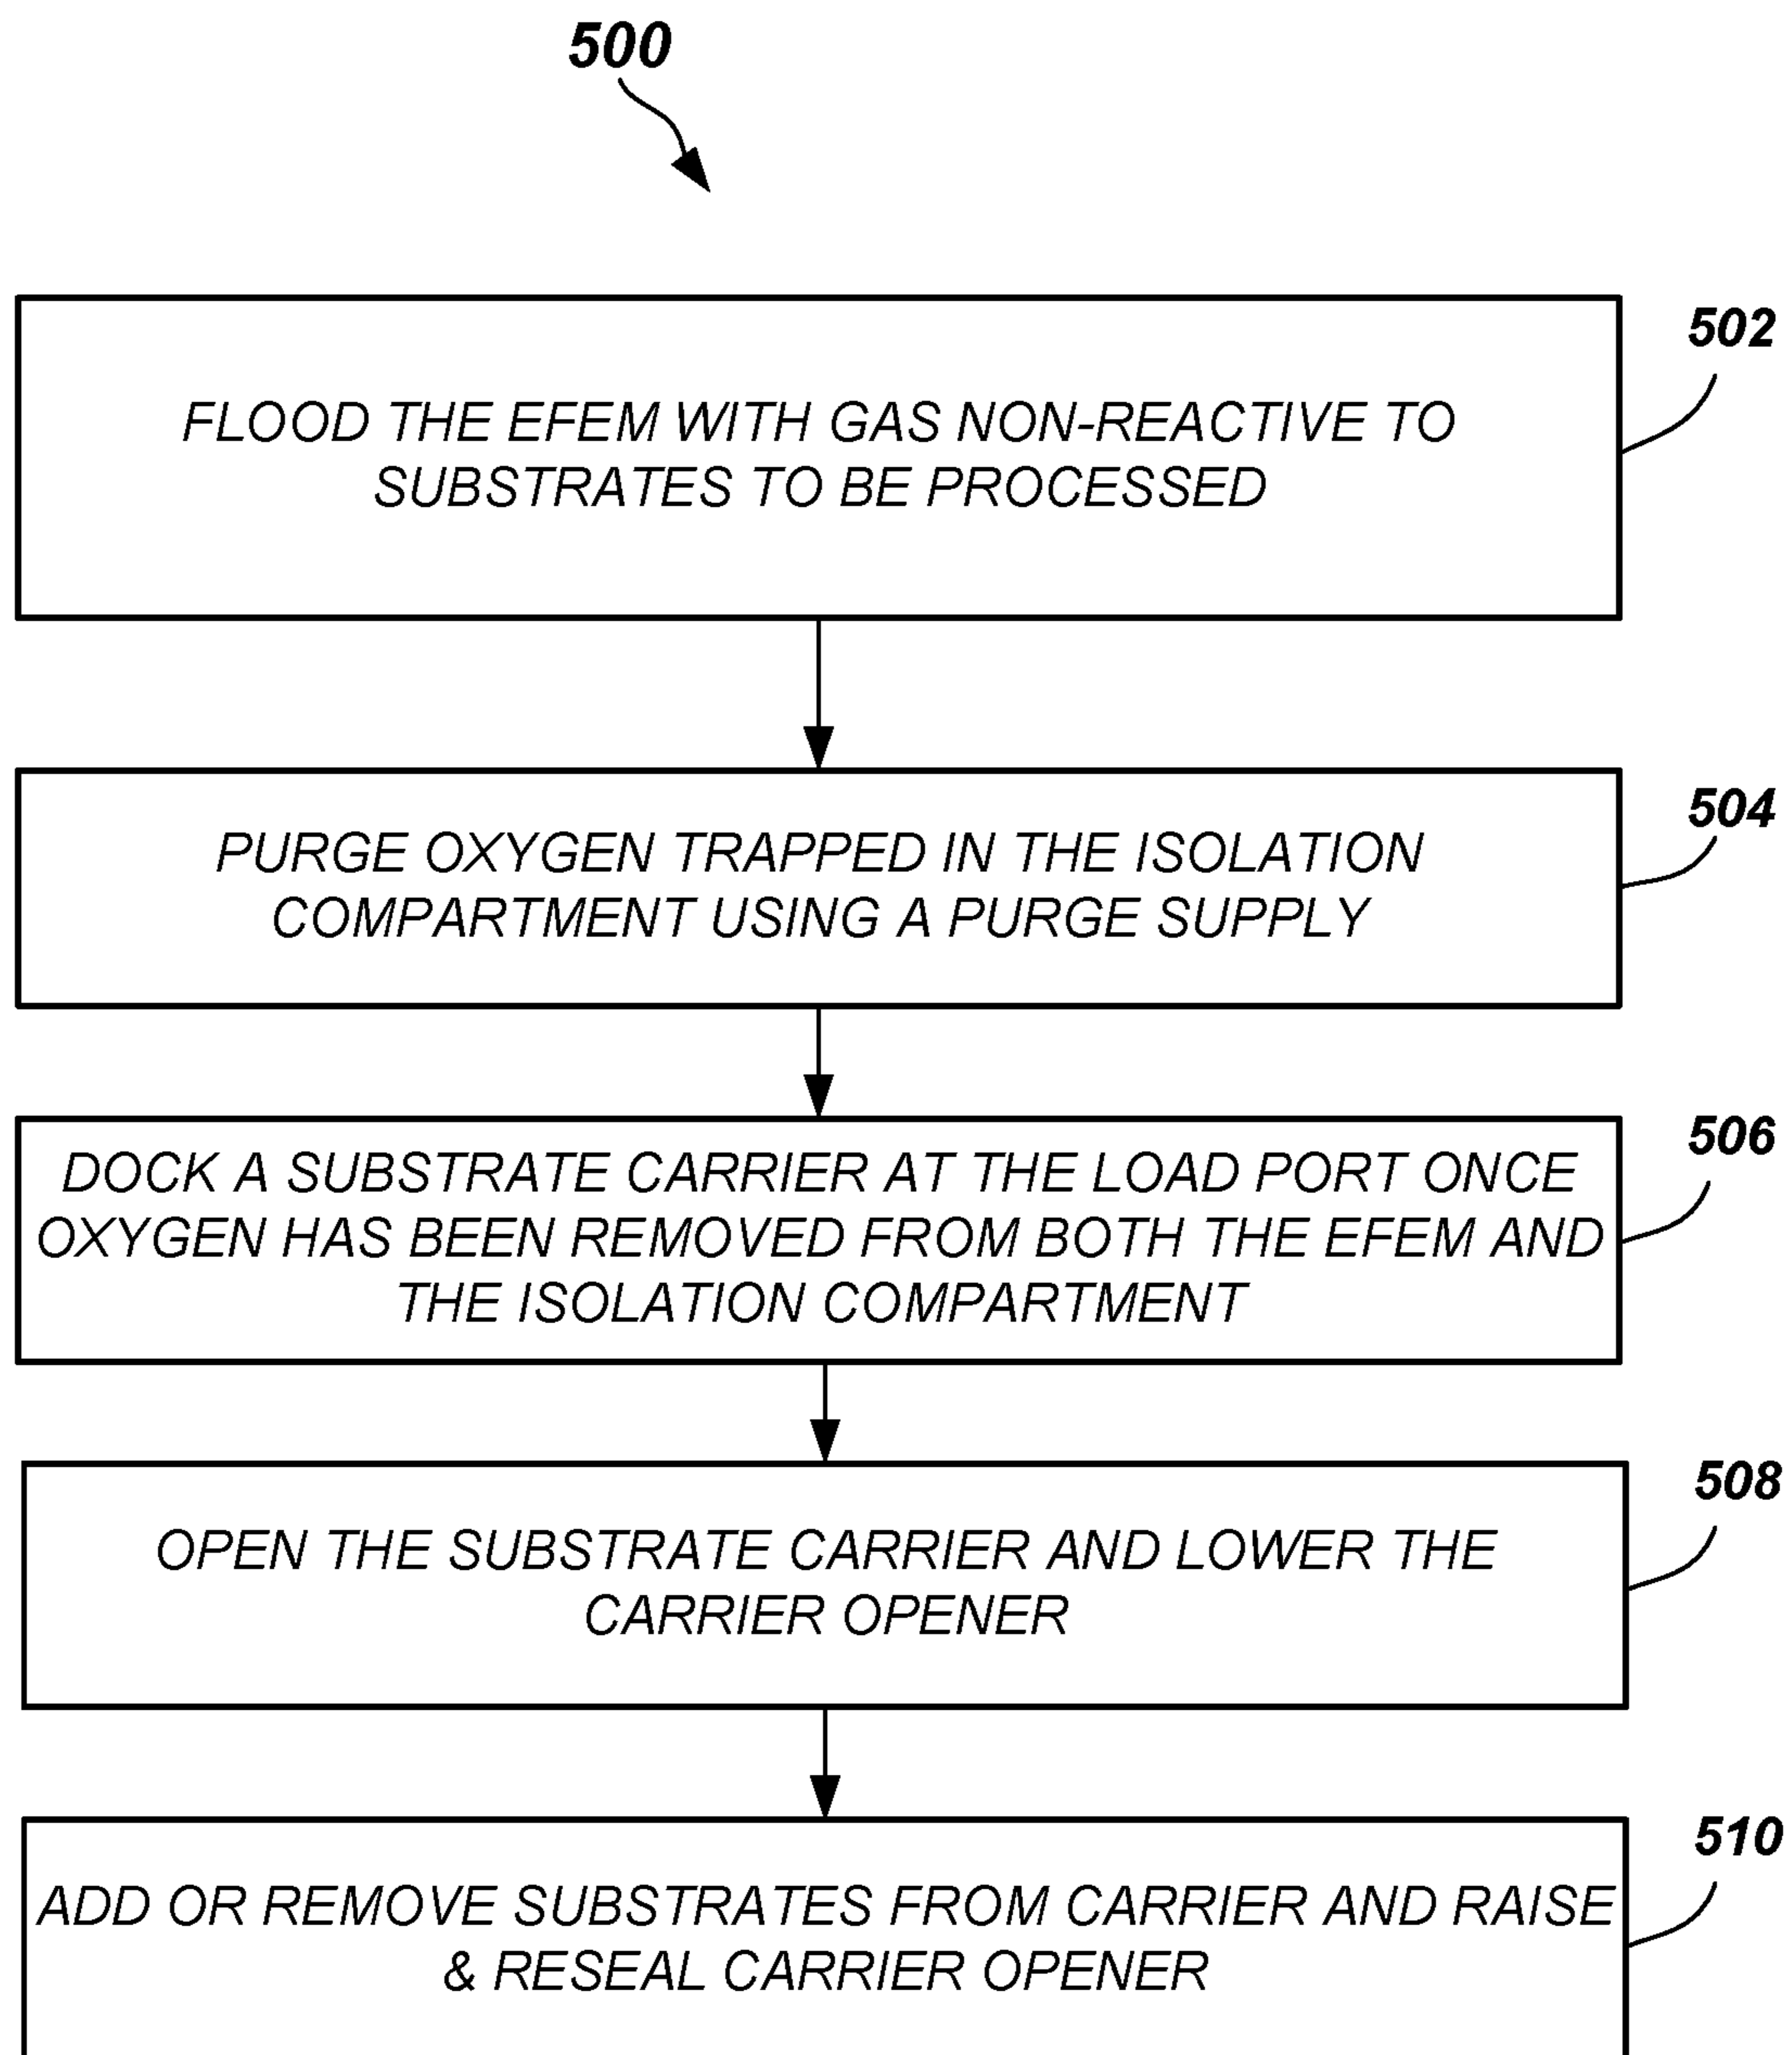 500
502
FLOOD THE EFEM WITH GAS NON-REACTIVE TO
SUBSTRATES TO BE PROCESSED
504
PURGE OXYGEN TRAPPED IN THE ISOLATION
COMPARTMENT USING A PURGE SUPPLY
506
DOCK A SUBSTRATE CARRIER AT THE LOAD PORT ONCE
OXYGEN HAS BEEN REMOVED FROM BOTH THE EFEM AND
THE ISOLATION COMPARTMENT
508
OPEN THE SUBSTRATE CARRIER AND LOWER THE
CARRIER OPENER
510
ADD OR REMOVE SUBSTRATES FROM CARRIER AND RAISE
& RESEAL CARRIER OPENER